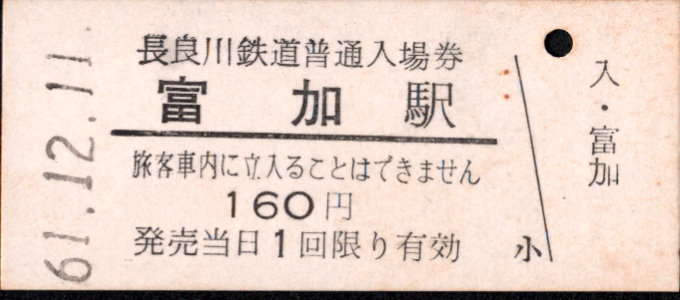 61.12.11.
長良川鉄道普通入場券
富加駅
旅客車内に立入ることはできません
160円
発売当日1回限り有効
小
入・富加